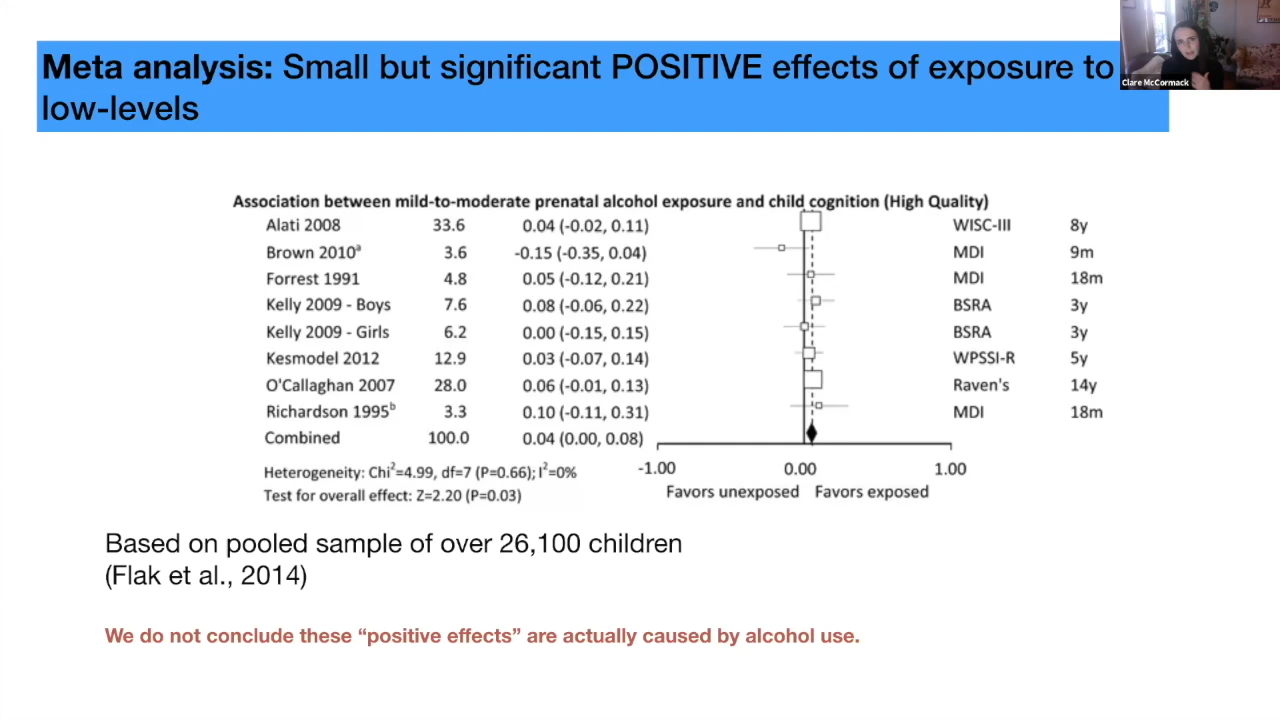 Meta analysis: Small but significant POSITIVE effects of exposure to
low-levels
Clare McCormack
Association between mild-to-moderate prenatal alcohol exposure and child cognition (High Quality)
Alati 2008 33.6 0.04 (-0.02, 0.11) WISC-III 8y
Brown 2010ᵃ 3.6 -0.15 (-0.35, 0.04) MDI 9m
Forrest 1991 4.8 0.05 (-0.12, 0.21) MDI 18m
Kelly 2009 - Boys 7.6 0.08 (-0.06, 0.22) BSRA 3y
Kelly 2009 - Girls 6.2 0.00 (-0.15, 0.15) BSRA 3y
Kesmodel 2012 12.9 0.03 (-0.07, 0.14) WPSSI-R 5y
O'Callaghan 2007 28.0 0.06 (-0.01, 0.13) Raven's 14y
Richardson 1995ᵇ 3.3 0.10 (-0.11, 0.31) MDI 18m
Combined 100.0 0.04 (0.00, 0.08)
-1.00 0.00 1.00
Heterogeneity: Chi²=4.99, df=7 (P=0.66); I²=0%
Favors unexposed Favors exposed
Test for overall effect: Z=2.20 (P=0.03)
Based on pooled sample of over 26,100 children
(Flak et al., 2014)
We do not conclude these “positive effects” are actually caused by alcohol use.